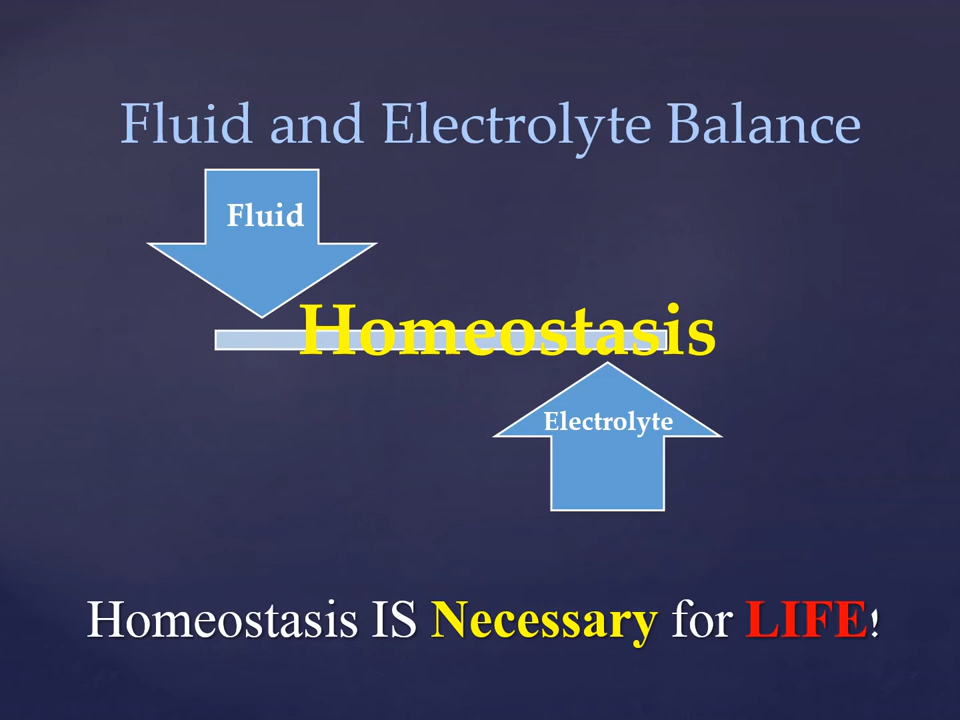 Fluid and Electrolyte Balance
Fluid
Homeostasis
Electrolyte
Homeostasis IS Necessary for LIFE!